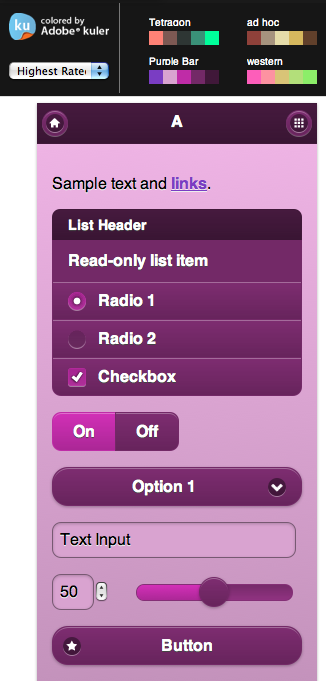 ku
colored by
Adobe® kuler
Highest Rated
Tetragon
ad hoc
Purple Bar
western
A
Sample text and links.
List Header
Read-only list item
Radio 1
Radio 2
Checkbox
On Off
Option 1
Text Input
50
Button